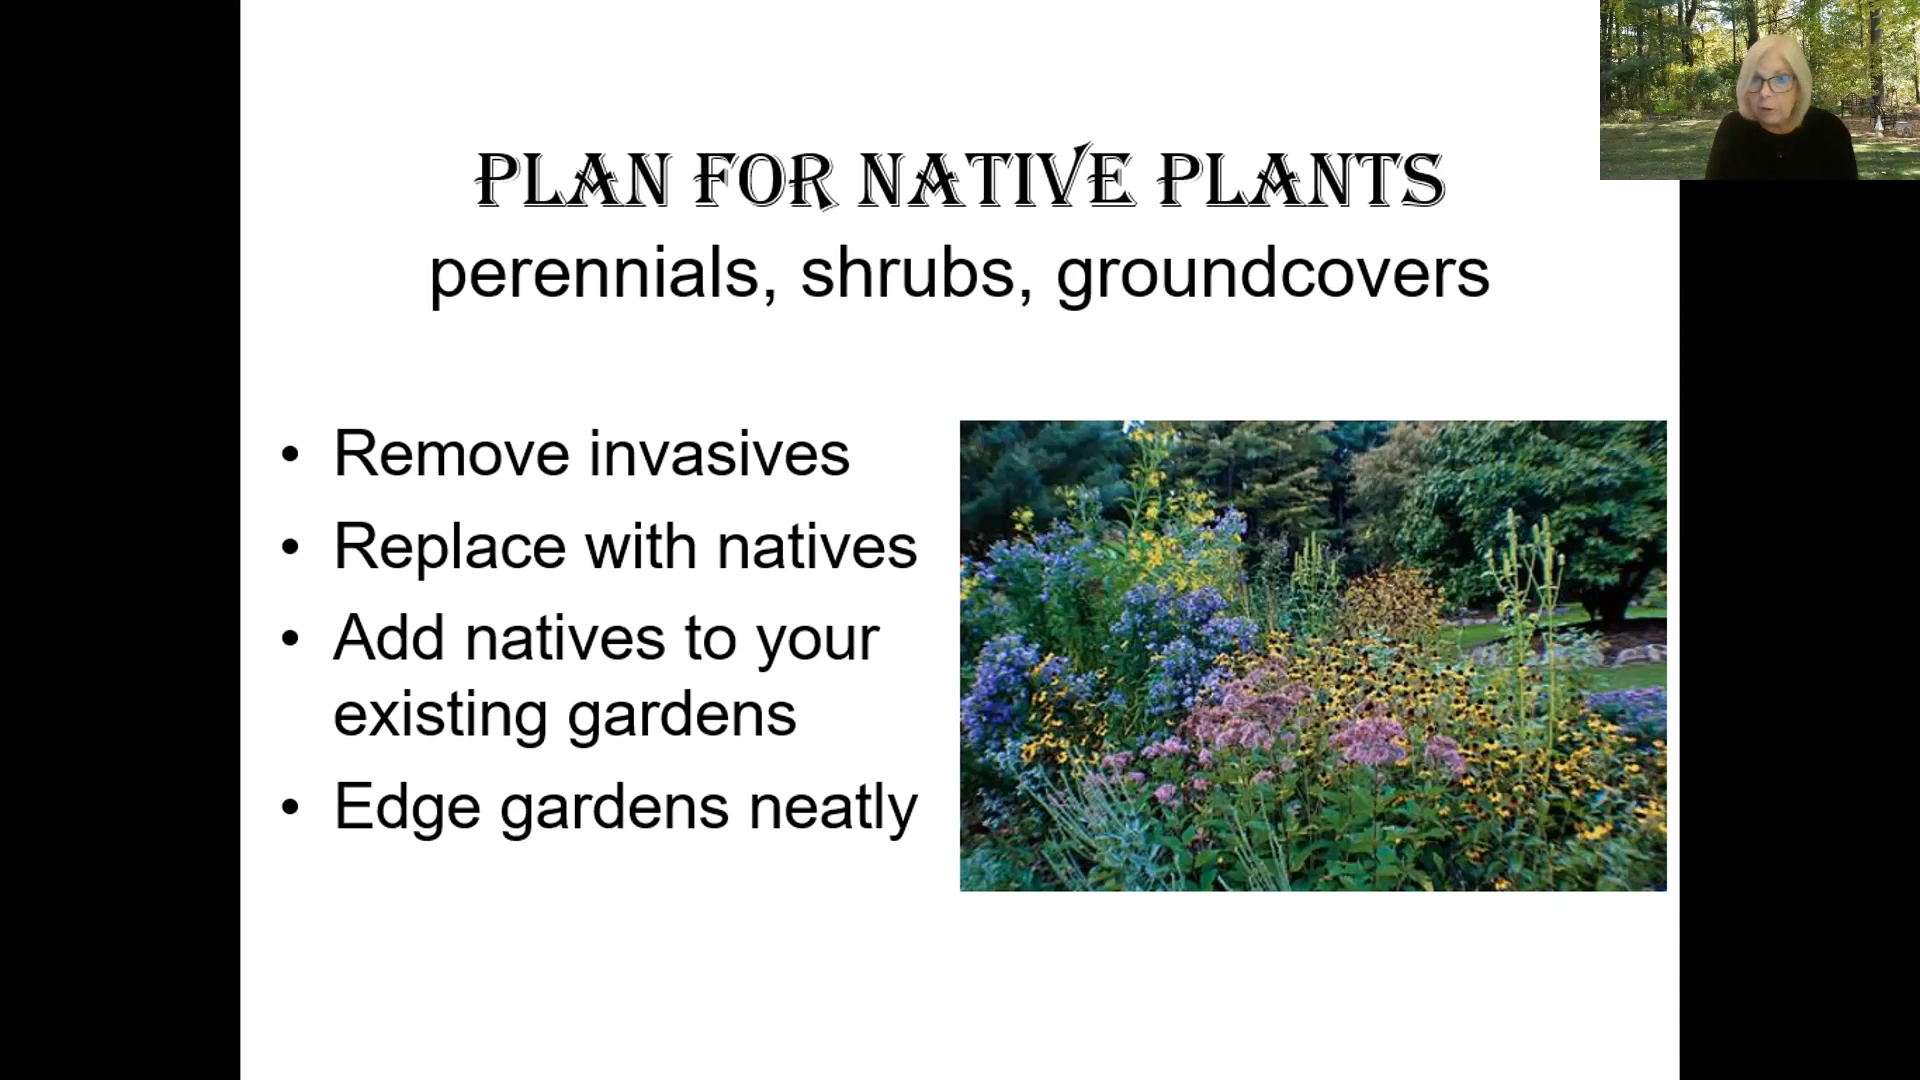 PLAN FOR NATIVE PLANTS
perennials, shrubs, groundcovers
• Remove invasives
• Replace with natives
• Add natives to your
existing gardens
• Edge gardens neatly